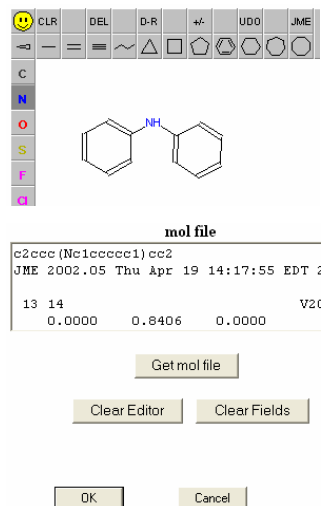 CLR DEL D-R +/- UDO JME
C
N
O
S
F
Cl
NH
mol file
c2ccc(Nc1ccccc1)cc2
JME 2002.05 Thu Apr 19 14:17:55 EDT 2
13 14 V20
0.0000 0.8406 0.0000
Get mol file
Clear Editor Clear Fields
OK Cancel